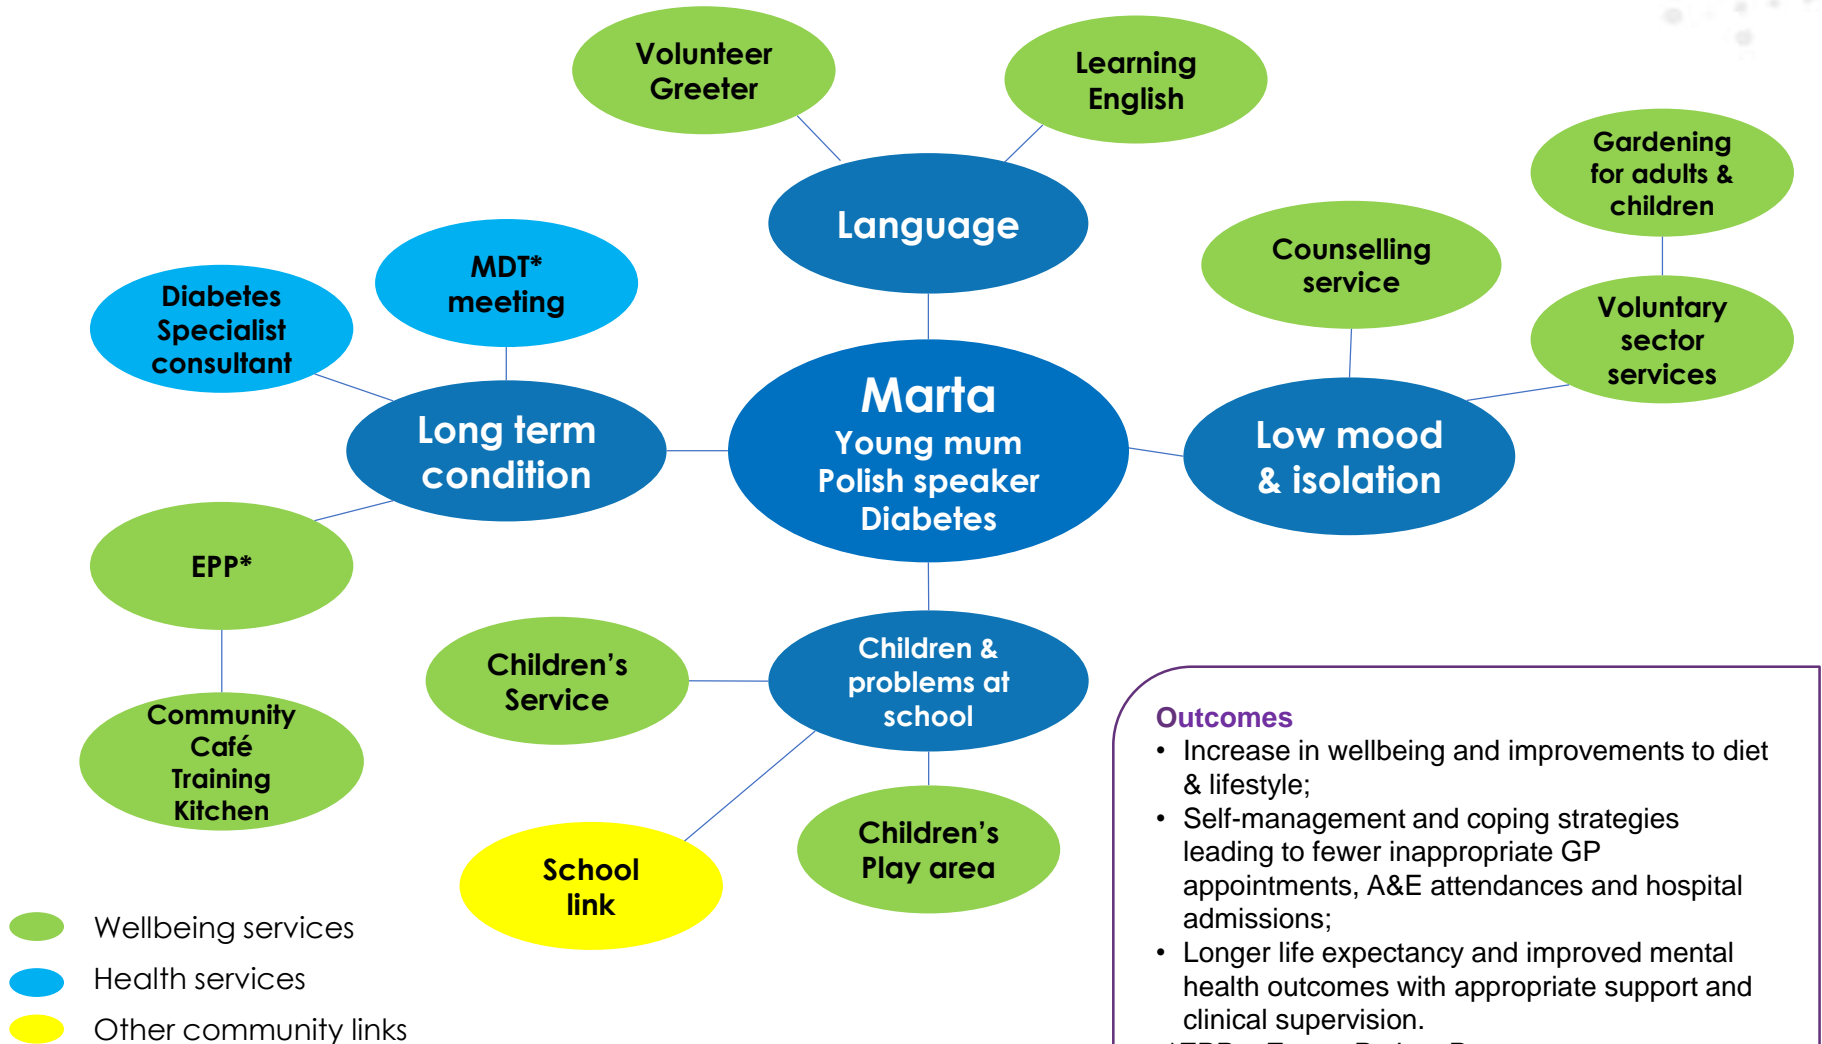 Volunteer
Greeter
Learning
English
Gardening
for adults &
children
Language
Counselling
service
MDT*
meeting
Diabetes
Specialist
consultant
Voluntary
sector
services
Marta
Young mum
Polish speaker
Diabetes
Long term
condition
Low mood
& isolation
EPP*
Children's
Service
Children &
problems at
school
Community
Café
Training
Kitchen
School
link
Children's
Play area
Wellbeing services
Health services
Other community links
Outcomes
• Increase in wellbeing and improvements to diet
& lifestyle;
• Self-management and coping strategies
leading to fewer inappropriate GP
appointments, A&E attendances and hospital
admissions;
• Longer life expectancy and improved mental
health outcomes with appropriate support and
clinical supervision.